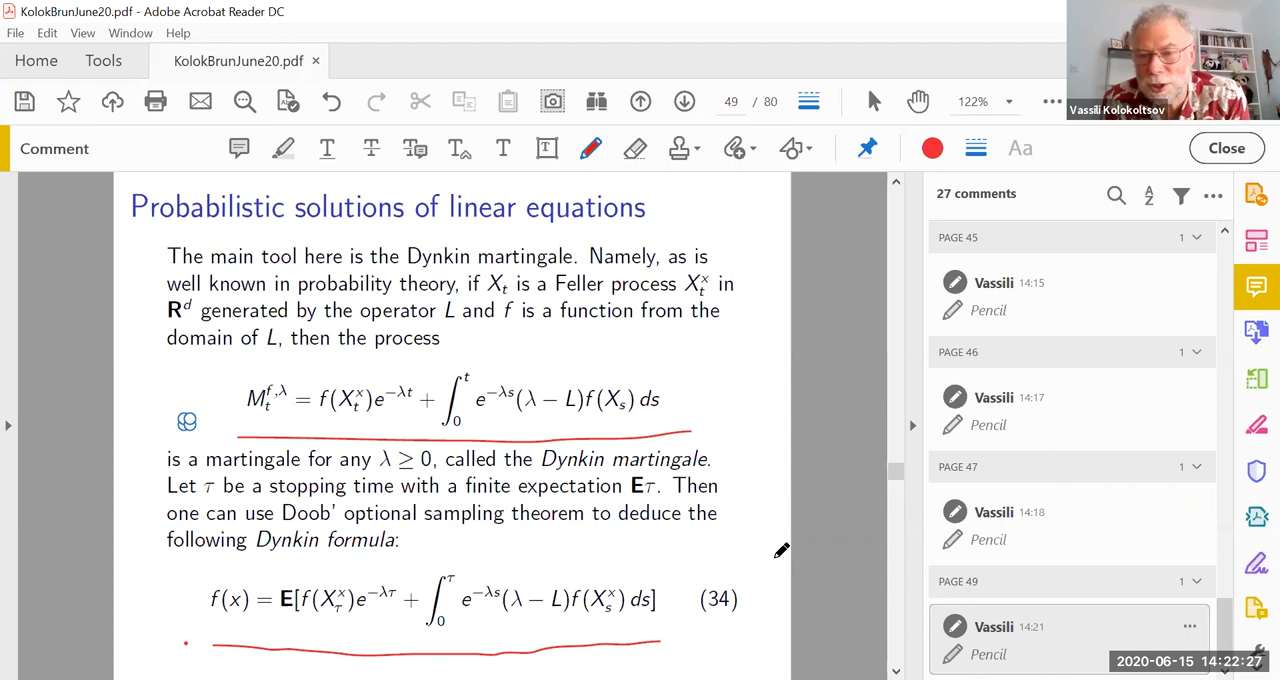 KolokBrunJune20.pdf - Adobe Acrobat Reader DC
File Edit View Window Help
Home Tools KolokBrunJune20.pdf ×
49 / 80 122%
Vassili Kolokoltsov
Comment Aa Close
Probabilistic solutions of linear equations
The main tool here is the Dynkin martingale. Namely, as is
well known in probability theory, if X_t is a Feller process X_t^x in
R^d generated by the operator L and f is a function from the
domain of L, then the process
M_t^{f,λ} = f(X_t^x)e^{-λt} + ∫_0^t e^{-λs}(λ − L)f(X_s) ds
is a martingale for any λ ≥ 0, called the Dynkin martingale.
Let τ be a stopping time with a finite expectation Eτ. Then
one can use Doob' optional sampling theorem to deduce the
following Dynkin formula:
f(x) = E[f(X_τ^x)e^{-λτ} + ∫_0^τ e^{-λs}(λ − L)f(X_s^x) ds] (34)
27 comments
PAGE 45 1
Vassili 14:15
Pencil
PAGE 46 1
Vassili 14:17
Pencil
PAGE 47 1
Vassili 14:18
Pencil
PAGE 49 1
Vassili 14:21
Pencil
2020-06-15 14:22:27